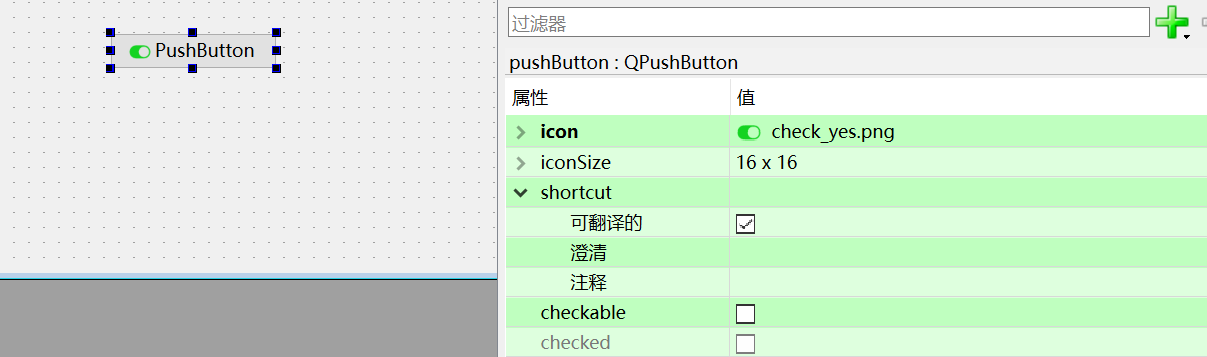 PushButton
过滤器
pushButton : QPushButton
属性 值
icon check_yes.png
iconSize 16 x 16
shortcut
可翻译的
澄清
注释
checkable
checked